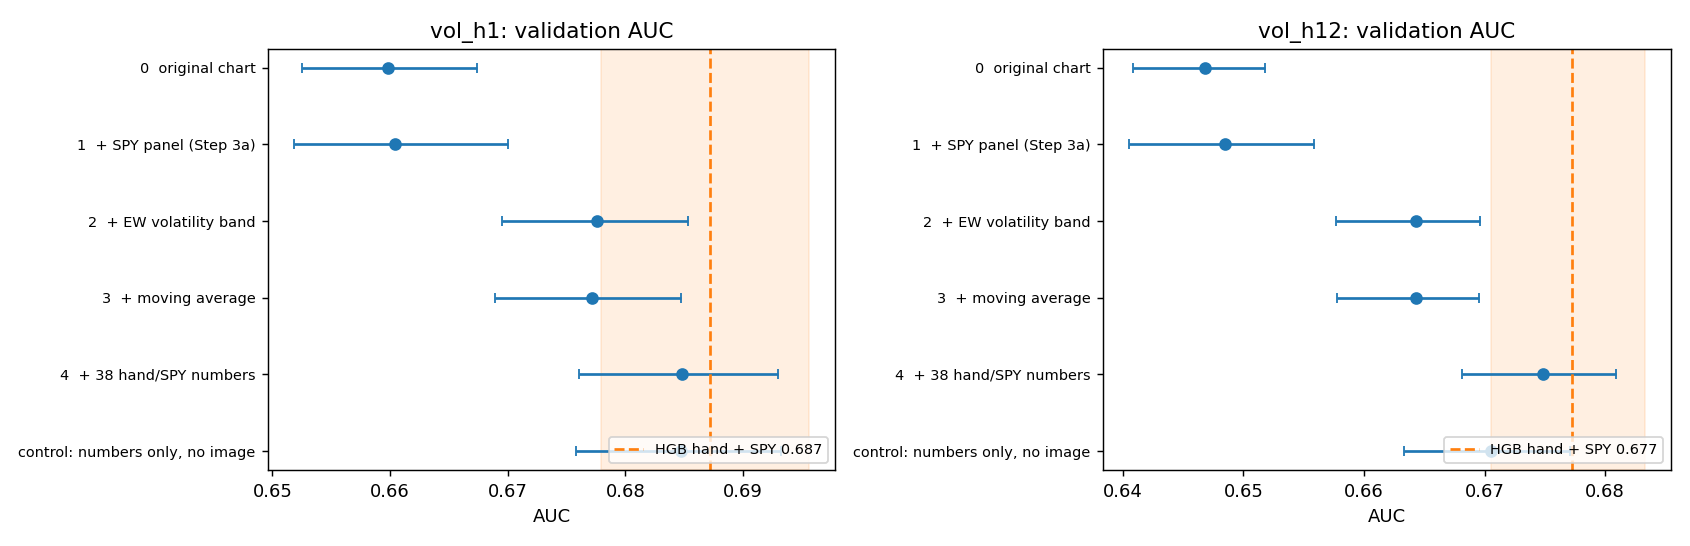 vol_h1: validation AUC
0  original chart
1  + SPY panel (Step 3a)
2  + EW volatility band
3  + moving average
4  + 38 hand/SPY numbers
control: numbers only, no image
HGB hand + SPY 0.687
0.65 0.66 0.67 0.68 0.69
AUC
vol_h12: validation AUC
0  original chart
1  + SPY panel (Step 3a)
2  + EW volatility band
3  + moving average
4  + 38 hand/SPY numbers
control: numbers only, no image
HGB hand + SPY 0.677
0.64 0.65 0.66 0.67 0.68
AUC